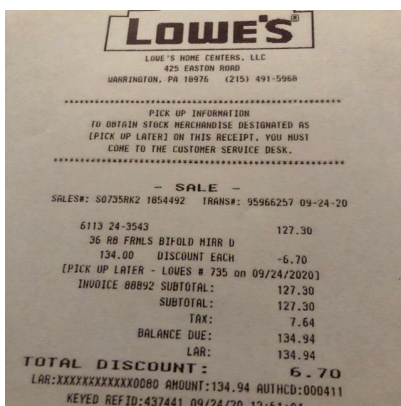 LOWE'S®
LOWE'S HOME CENTERS, LLC
425 EASTON ROAD
WARRINGTON, PA 18976 (215) 491-5968
****************************************************
PICK UP INFORMATION
TO OBTAIN STOCK MERCHANDISE DESIGNATED AS
[PICK UP LATER] ON THIS RECEIPT, YOU MUST
COME TO THE CUSTOMER SERVICE DESK.
****************************************************
- SALE -
SALES#: S0735RK2 1854492 TRANS#: 95966257 09-24-20
6113 24-3543 127.30
36 RB FRMLS BIFOLD MIRR D
134.00 DISCOUNT EACH -6.70
[PICK UP LATER - LOWES # 735 on 09/24/2020]
INVOICE 88892 SUBTOTAL: 127.30
SUBTOTAL: 127.30
TAX: 7.64
BALANCE DUE: 134.94
LAR: 134.94
TOTAL DISCOUNT: 6.70
LAR:XXXXXXXXXXXX0080 AMOUNT:134.94 AUTHCD:000411
KEYED REFID:437441 09/24/20 12:51:04